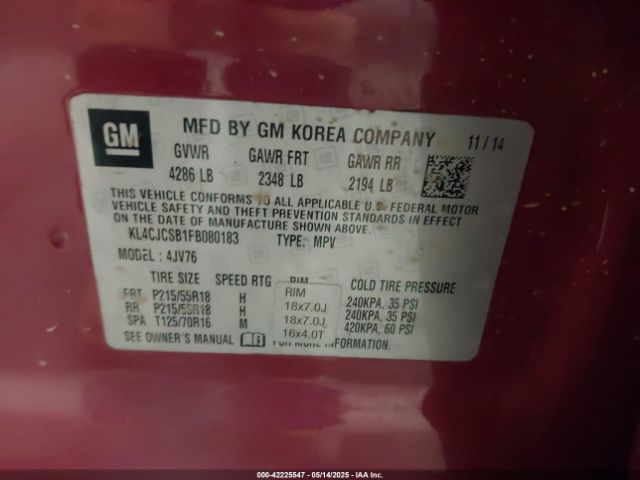 GM
MFD BY GM KOREA COMPANY 11/14
GVWR GAWR FRT GAWR RR
4286 LB 2348 LB 2194 LB
THIS VEHICLE CONFORMS TO ALL APPLICABLE U.S. FEDERAL MOTOR
VEHICLE SAFETY AND THEFT PREVENTION STANDARDS IN EFFECT
ON THE DATE OF MANUFACTURE SHOWN ABOVE.
KL4CJCSB1FB080183 TYPE: MPV
MODEL: 4JV76
TIRE SIZE SPEED RTG RIM COLD TIRE PRESSURE
RIM
FRT P215/55R18 H 18x7.0J 240KPA, 35 PSI
RR P215/55R18 H 18x7.0J 240KPA, 35 PSI
SPA T125/70R16 M 16x4.0T 420KPA, 60 PSI
SEE OWNER'S MANUAL FOR MORE INFORMATION
000-42225547 05/14/2025 IAAI Inc.